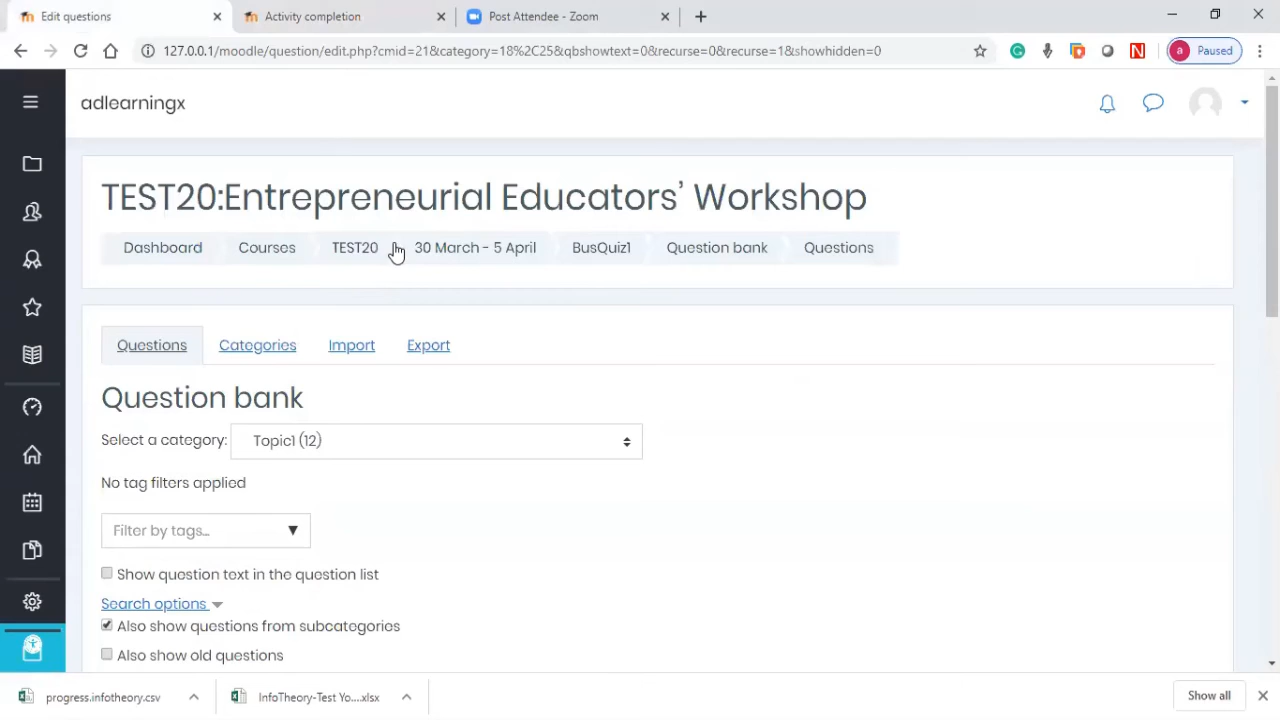 Edit questions
Activity completion
Post Attendee - Zoom
127.0.0.1/moodle/question/edit.php?cmid=21&category=18%2C25&qbshowtext=0&recurse=0&recurse=1&showhidden=0
a Paused
adlearningx
TEST20:Entrepreneurial Educators’ Workshop
Dashboard Courses TEST20 30 March - 5 April BusQuiz1 Question bank Questions
Questions Categories Import Export
Question bank
Select a category: Topic1 (12)
No tag filters applied
Filter by tags...
Show question text in the question list
Search options
Also show questions from subcategories
Also show old questions
progress.infotheory.csv
InfoTheory-Test Yo....xlsx
Show all